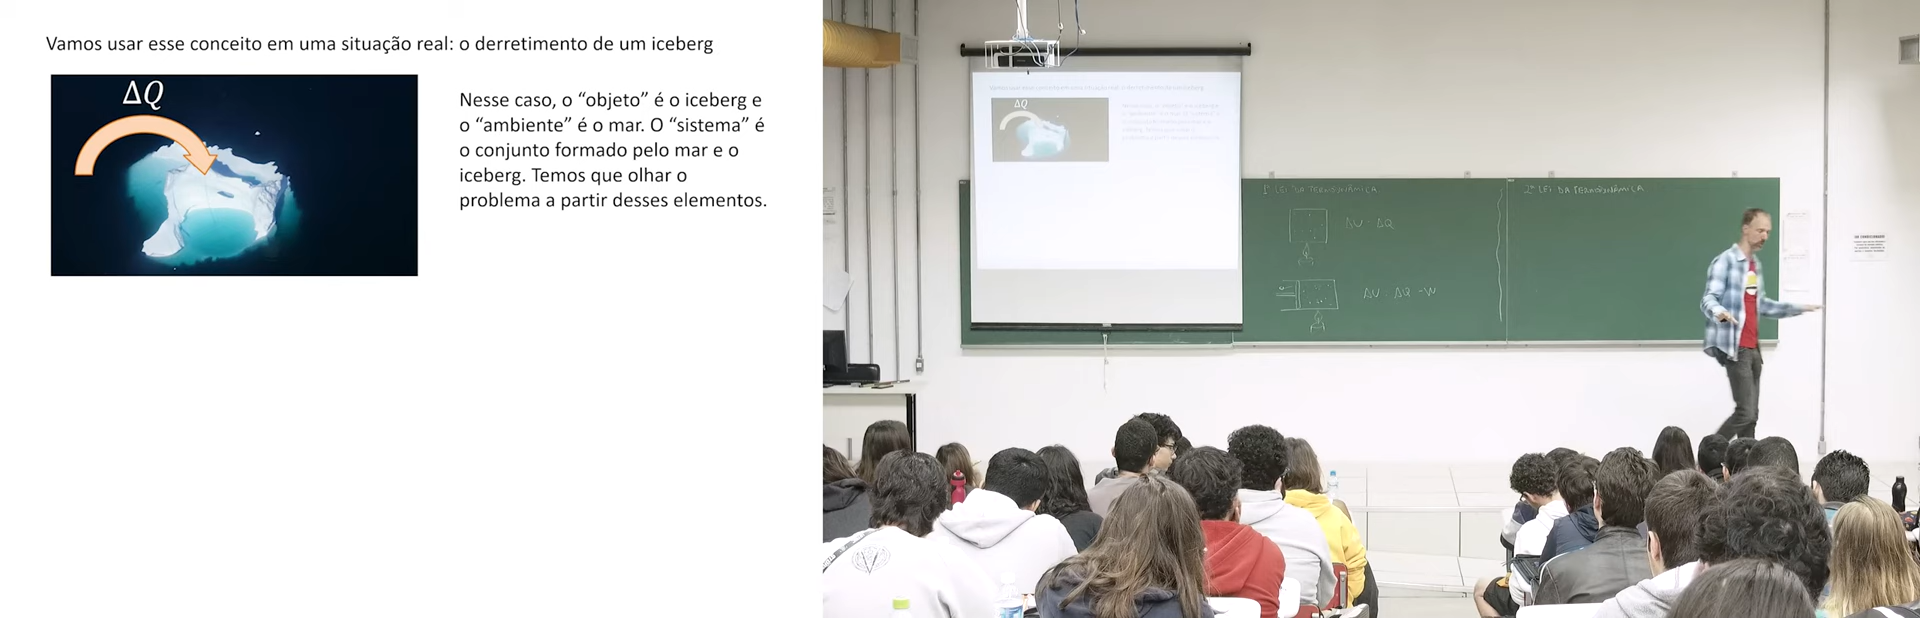 Vamos usar esse conceito em uma situação real: o derretimento de um iceberg
ΔQ
Nesse caso, o “objeto” é o iceberg e
o “ambiente” é o mar. O “sistema” é
o conjunto formado pelo mar e o
iceberg. Temos que olhar o
problema a partir desses elementos.
ΔQ
1ª LEI DA TERMODINÂMICA
ΔU = ΔQ
ΔU = ΔQ - W
2ª LEI DA TERMODINÂMICA